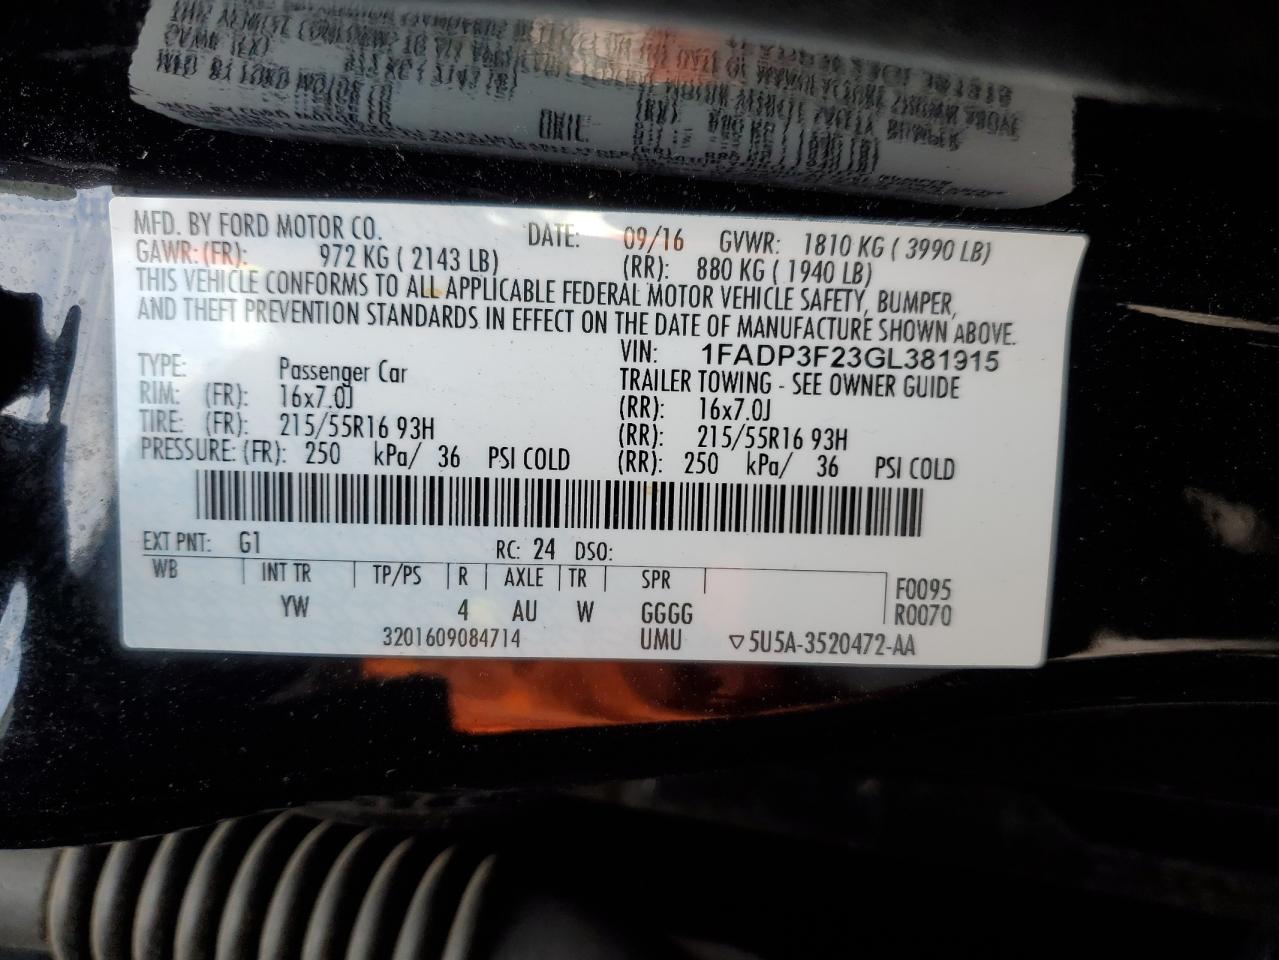 MFD. BY FORD MOTOR CO. DATE: 09/16 GVWR: 1810 KG ( 3990 LB)
GAWR: (FR): 972 KG ( 2143 LB) (RR): 880 KG ( 1940 LB)
THIS VEHICLE CONFORMS TO ALL APPLICABLE FEDERAL MOTOR VEHICLE SAFETY, BUMPER,
AND THEFT PREVENTION STANDARDS IN EFFECT ON THE DATE OF MANUFACTURE SHOWN ABOVE.
VIN: 1FADP3F23GL381915
TYPE: Passenger Car TRAILER TOWING - SEE OWNER GUIDE
RIM: (FR): 16x7.0J (RR): 16x7.0J
TIRE: (FR): 215/55R16 93H (RR): 215/55R16 93H
PRESSURE: (FR): 250 kPa/ 36 PSI COLD (RR): 250 kPa/ 36 PSI COLD
EXT PNT: G1 RC: 24 DSO:
WB INT TR TP/PS R AXLE TR SPR F0095
YW 4 AU W GGGG R0070
3201609084714 UMU ▽5U5A-3520472-AA